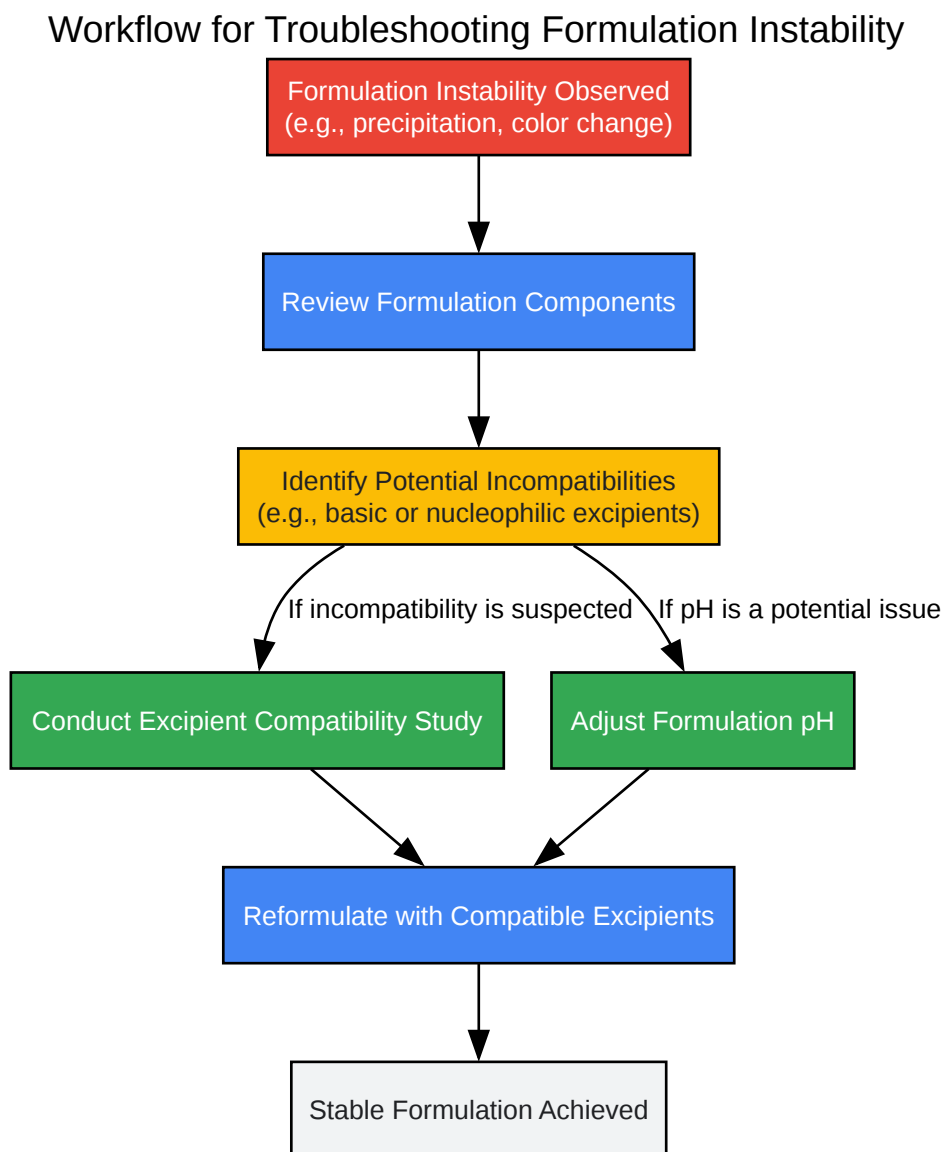 Workflow for Troubleshooting Formulation Instability
Formulation Instability Observed
(e.g., precipitation, color change)
Review Formulation Components
Identify Potential Incompatibilities
(e.g., basic or nucleophilic excipients)
If incompatibility is suspected
If pH is a potential issue
Conduct Excipient Compatibility Study
Adjust Formulation pH
Reformulate with Compatible Excipients
Stable Formulation Achieved